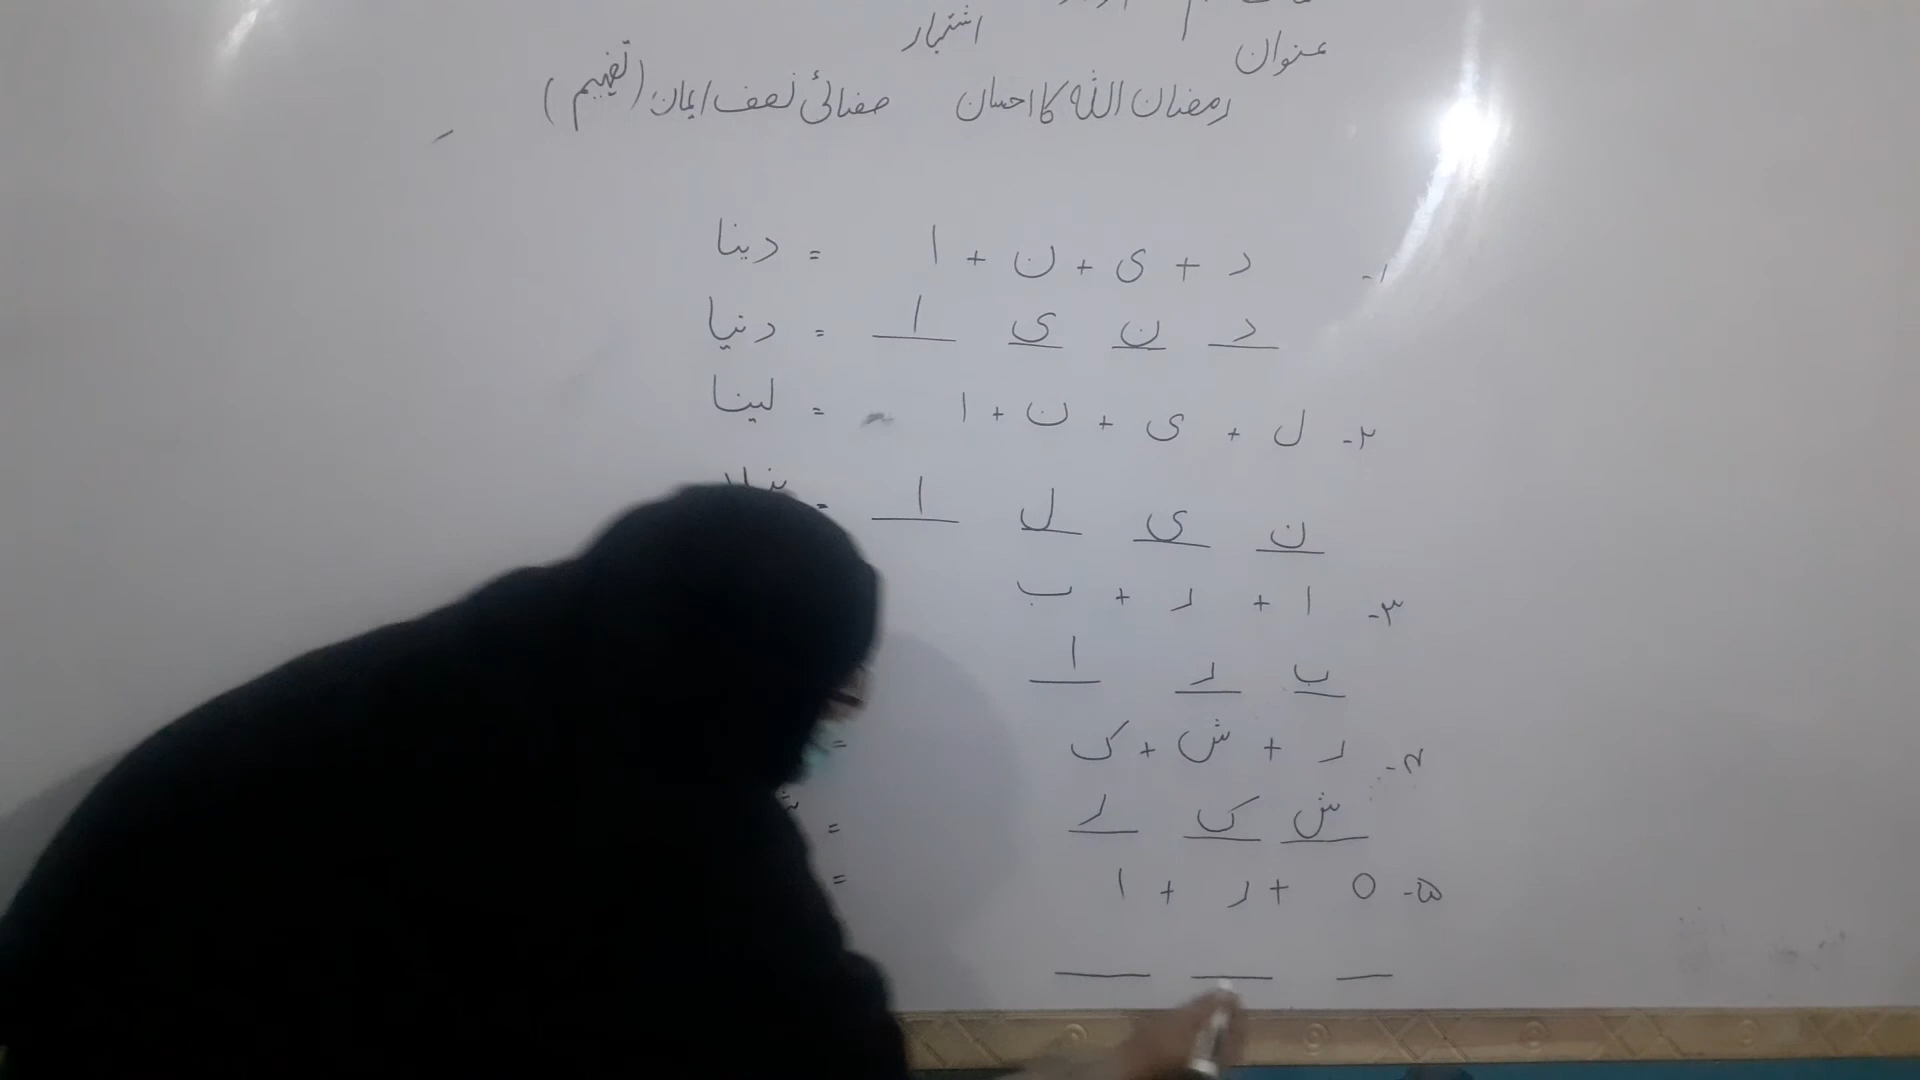 اشتہار
عنوان
رمضان اللہ کا احسان صفائی نصف ایمان (تفہیم)
۱- د + ی + ن + ا = دینا
د ن ی ا = دنیا
۲- ل + ی + ن + ا = لینا
ن ی ل ا =
۳- ا + ر + ب
ب ر ا
۴- ر + ش + ک =
ش ک ر =
۵- ہ + ر + ا =